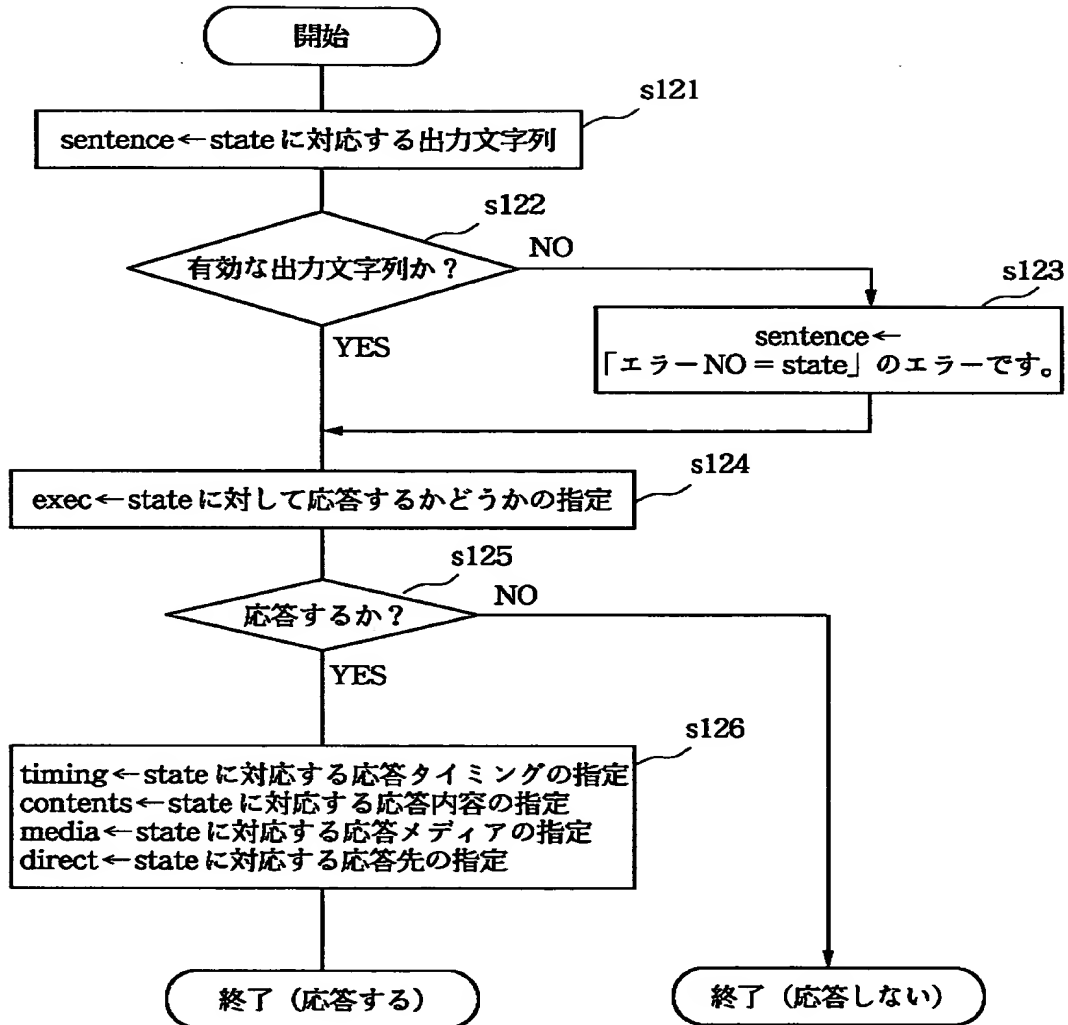 開始
s121
sentence←stateに対応する出力文字列
s122
有効な出力文字列か？
NO
YES
s123
sentence←
「エラーNO＝state」のエラーです。
s124
exec←stateに対して応答するかどうかの指定
s125
応答するか？
NO
YES
s126
timing←stateに対応する応答タイミングの指定
contents←stateに対応する応答内容の指定
media←stateに対応する応答メディアの指定
direct←stateに対応する応答先の指定
終了（応答する）
終了（応答しない）